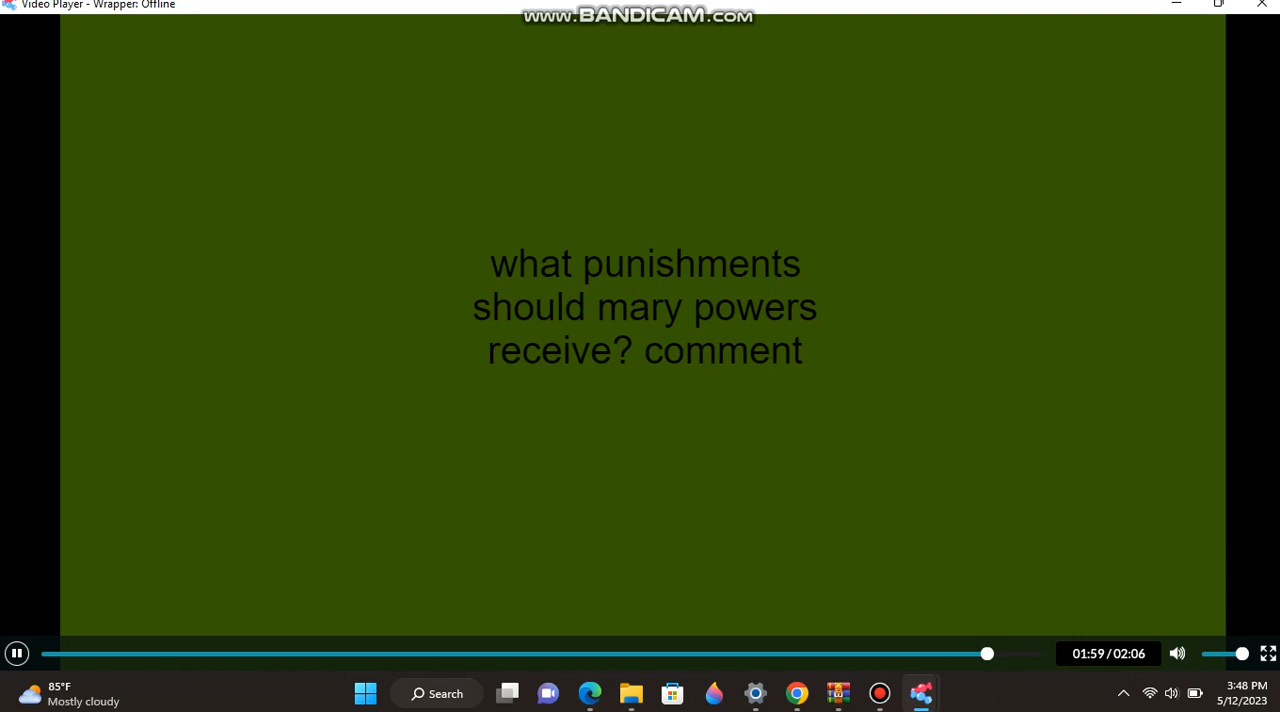 Video Player - Wrapper: Offline
www.BANDICAM.com
what punishments
should mary powers
receive? comment
01:59 / 02:06
85°F
Mostly cloudy
Search
3:48 PM
5/12/2023